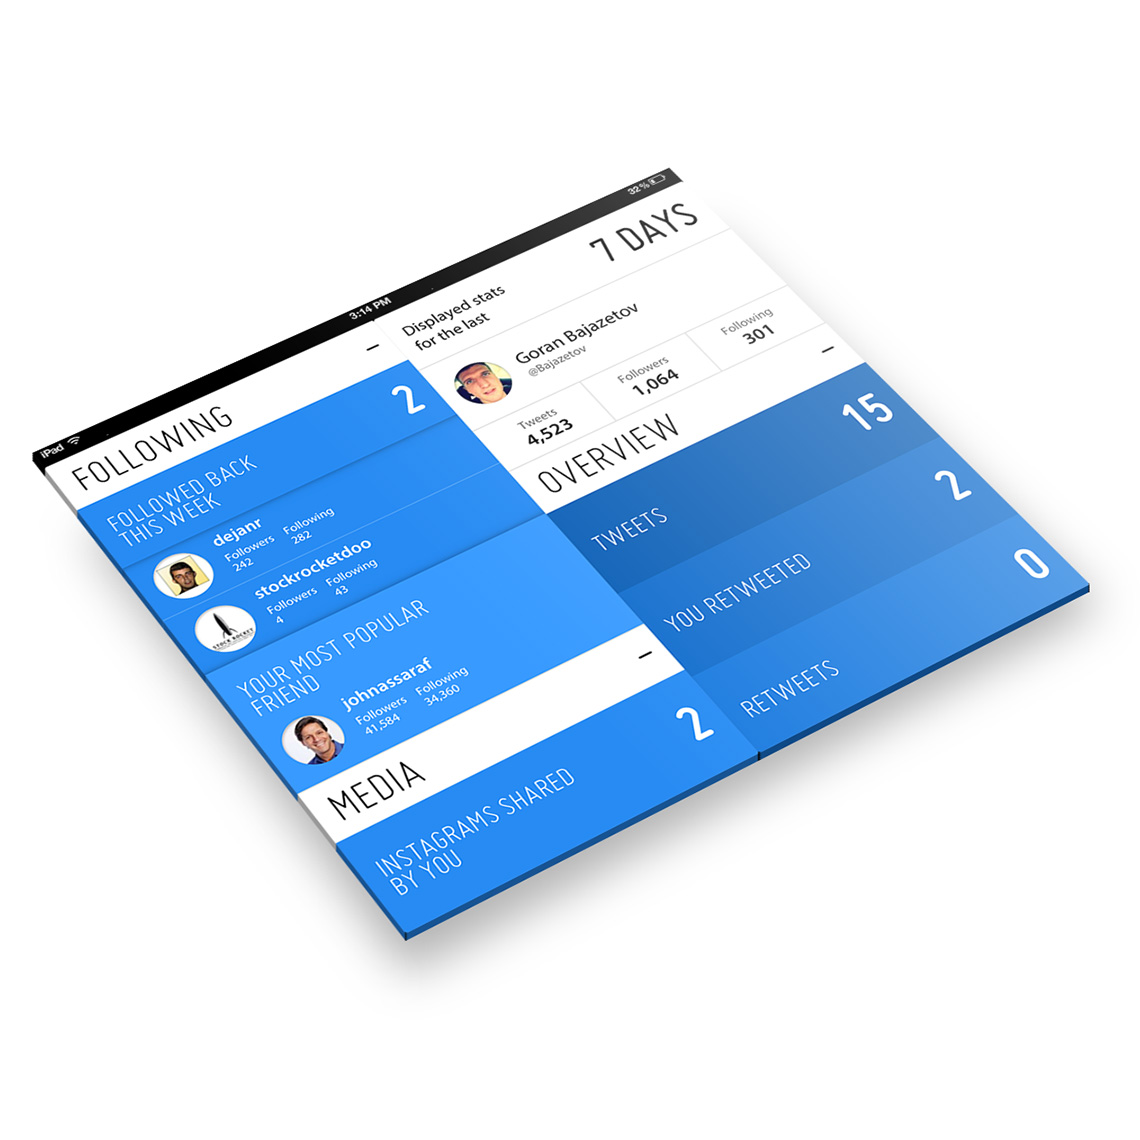 iPad
3:14 PM
32 %
FOLLOWING
FOLLOWED BACK
THIS WEEK
2
dejanr
Followers Following
242 282
stockrocketdoo
Followers Following
4 43
STOCK ROCKET
YOUR MOST POPULAR
FRIEND
johnassaraf
Followers Following
41,584 34,360
MEDIA
INSTAGRAMS SHARED
BY YOU
2
Displayed stats
for the last
7 DAYS
Goran Bajazetov
@Bajazetov
Tweets
4,523
Followers
1,064
Following
301
OVERVIEW
TWEETS
15
YOU RETWEETED
2
RETWEETS
0